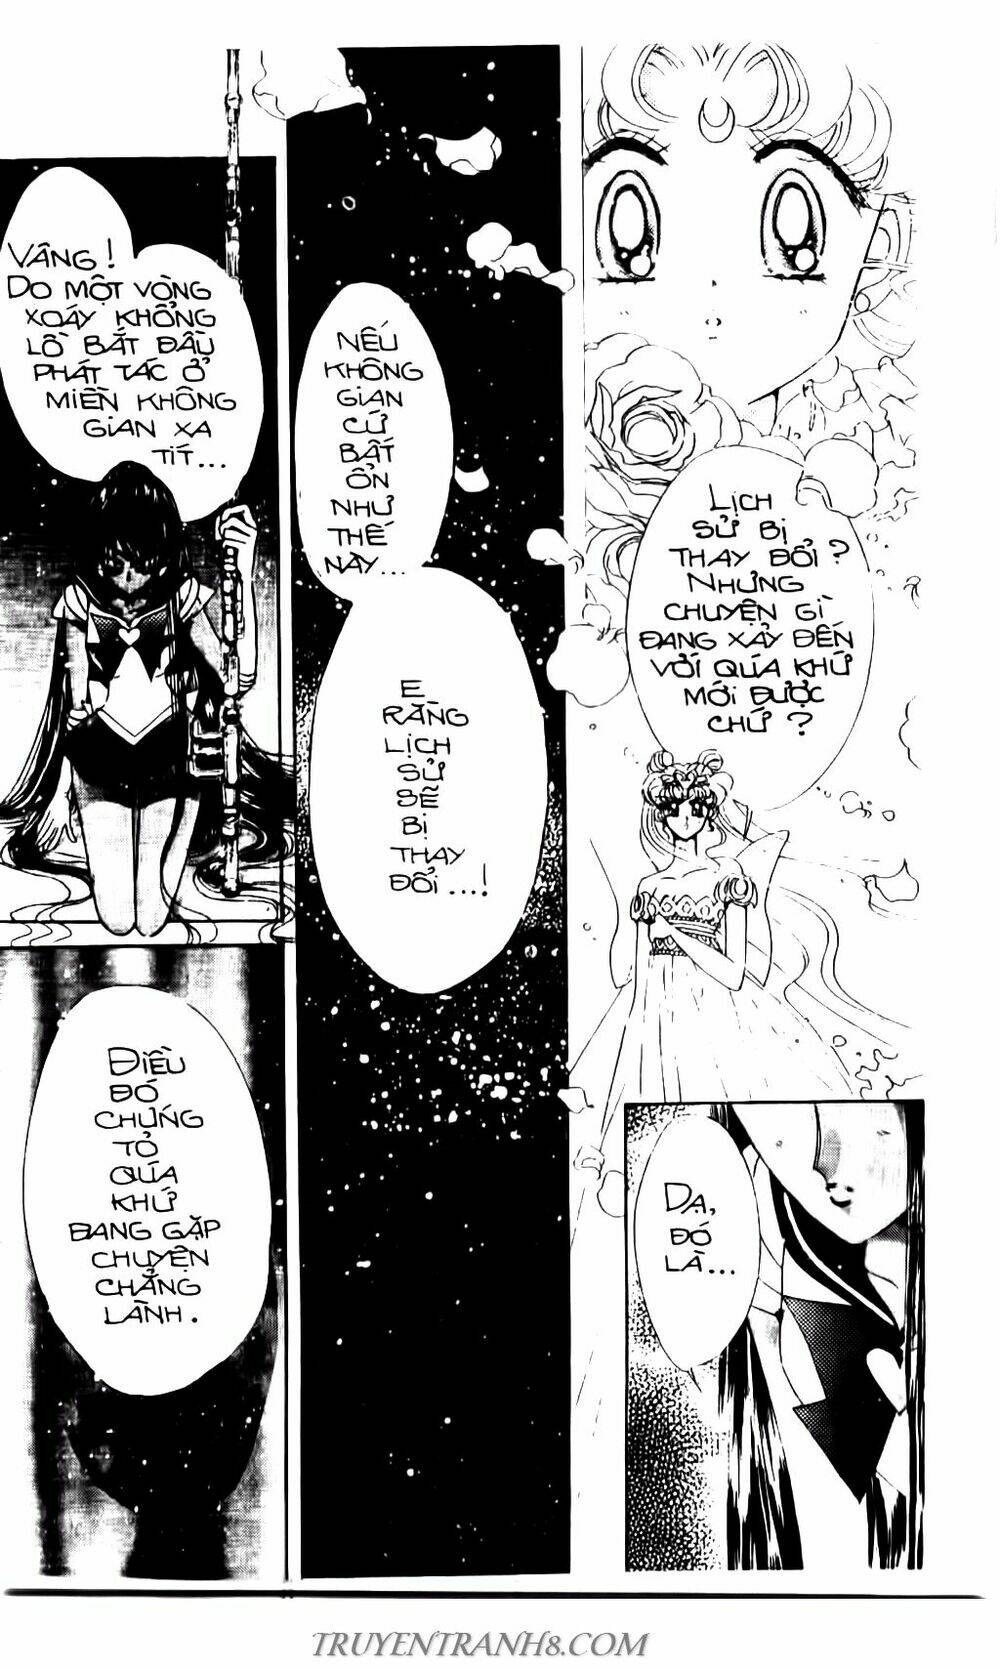 VÂNG!
DO MỘT VÒNG
XOÁY KHỔNG
LỒ BẮT ĐẦU
PHÁT TÁC Ở
MIỀN KHÔNG
GIAN XA
TÍT...
NẾU
KHÔNG
GIAN
CỨ
BẤT
ỔN
NHƯ
THẾ
NÀY...
E
RẰNG
LỊCH
SỬ
SẼ
BỊ
THAY
ĐỔI...!
LỊCH
SỬ BỊ
THAY ĐỔI?
NHƯNG
CHUYỆN GÌ
ĐANG XẢY ĐẾN
VỚI QÚA KHỨ
MỚI ĐƯỢC
CHỨ?
ĐIỀU
ĐÓ
CHỨNG
TỎ
QÚA
KHỨ
ĐANG GẶP
CHUYỆN
CHẲNG
LÀNH.
DẠ,
ĐÓ
LÀ...
TRUYENTRANH8.COM